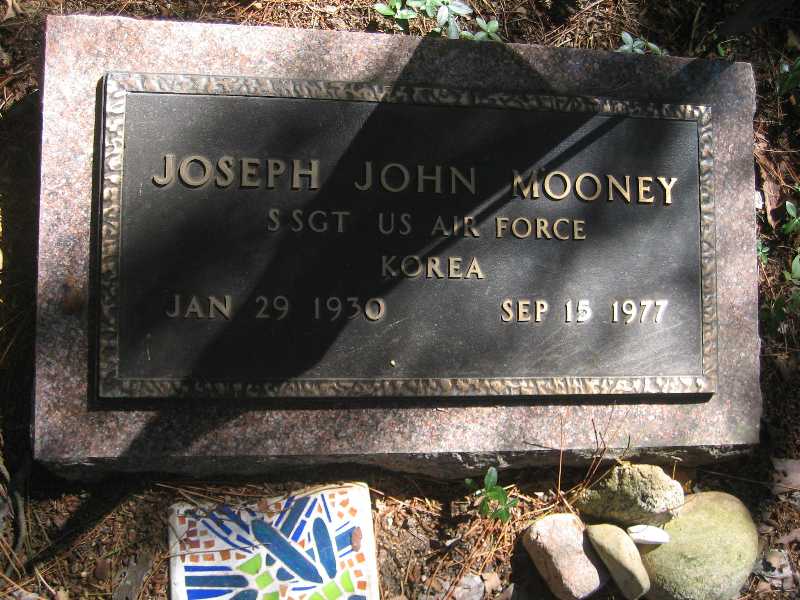 JOSEPH JOHN MOONEY
SSGT US AIR FORCE
KOREA
JAN 29 1930 SEP 15 1977